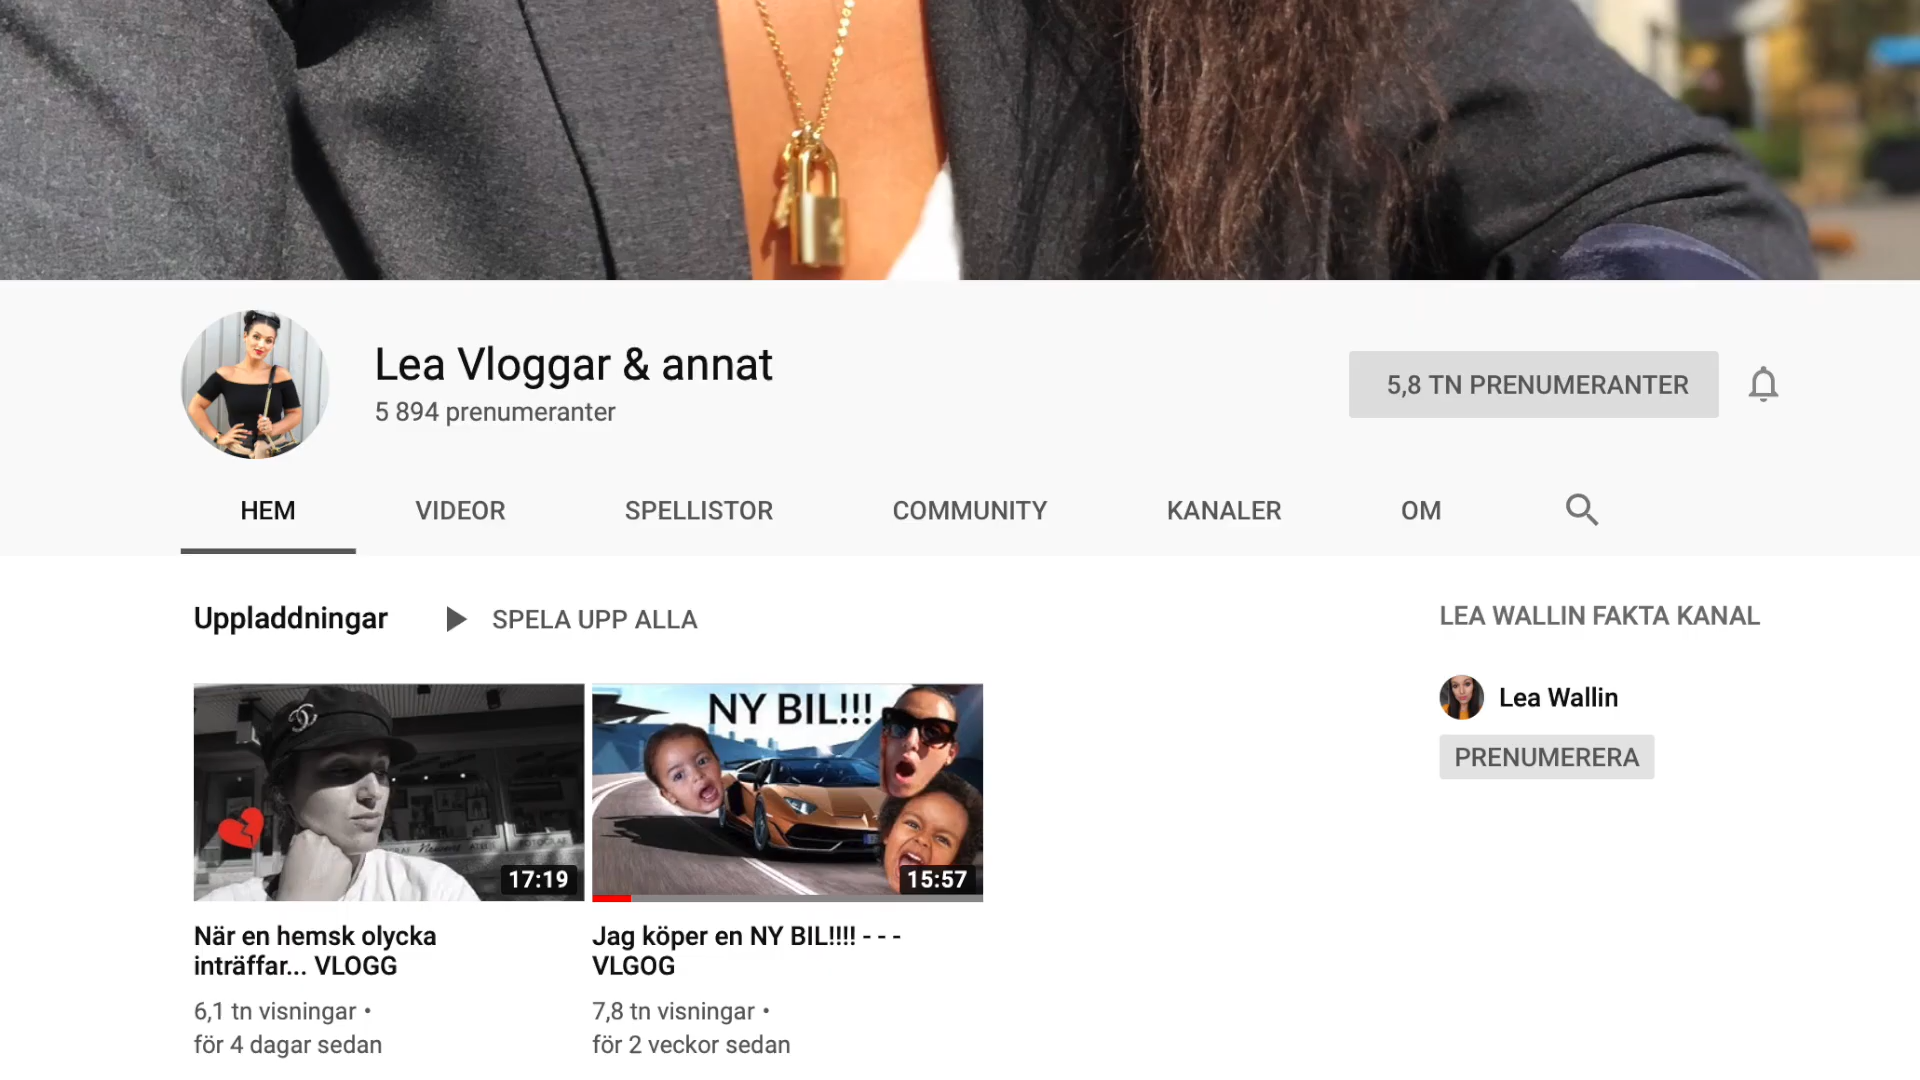 Lea Vloggar & annat
5 894 prenumeranter
5,8 TN PRENUMERANTER
HEM
VIDEOR
SPELLISTOR
COMMUNITY
KANALER
OM
Uppladdningar
SPELA UPP ALLA
LEA WALLIN FAKTA KANAL
Lea Wallin
PRENUMERERA
17:19
När en hemsk olycka
inträffar... VLOGG
6,1 tn visningar •
för 4 dagar sedan
NY BIL!!!
15:57
Jag köper en NY BIL!!!! - - -
VLGOG
7,8 tn visningar •
för 2 veckor sedan